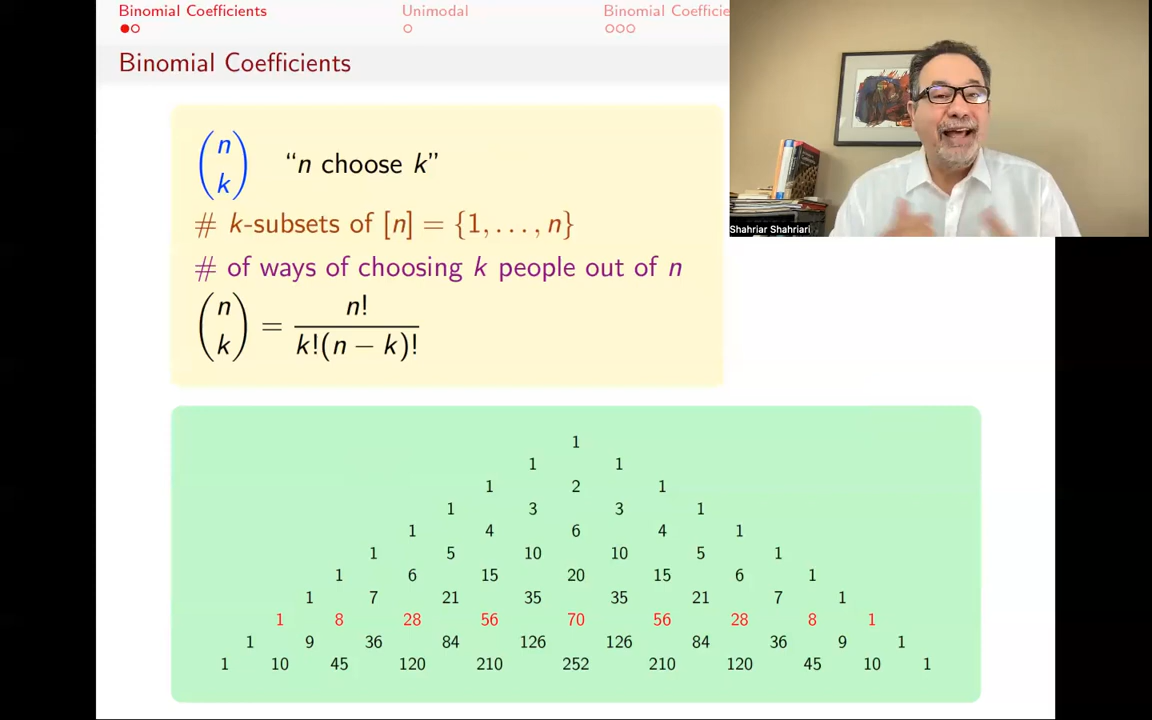 Binomial Coefficients Unimodal Binomial Coefficie
Binomial Coefficients
(n k) “n choose k”
# k-subsets of [n] = {1, . . . , n}
# of ways of choosing k people out of n
(n k) = n! / k!(n − k)!
Shahriar Shahriari
1
1 1
1 2 1
1 3 3 1
1 4 6 4 1
1 5 10 10 5 1
1 6 15 20 15 6 1
1 7 21 35 35 21 7 1
1 8 28 56 70 56 28 8 1
1 9 36 84 126 126 84 36 9 1
1 10 45 120 210 252 210 120 45 10 1